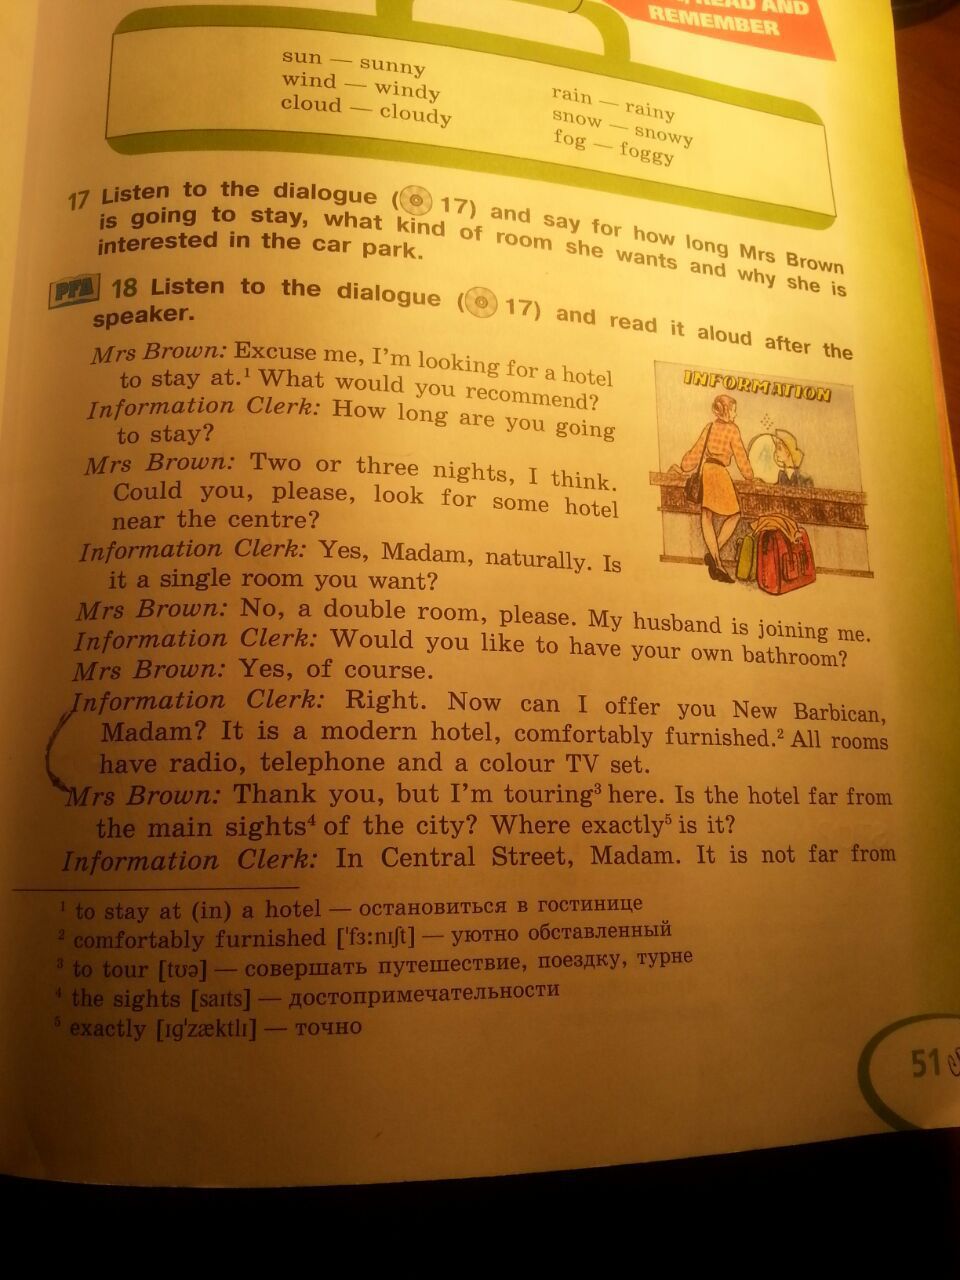 READ AND
REMEMBER
sun — sunny
wind — windy
cloud — cloudy
rain — rainy
snow — snowy
fog — foggy
17 Listen to the dialogue ( 17) and say for how long Mrs Brown
is going to stay, what kind of room she wants and why she is
interested in the car park.
18 Listen to the dialogue ( 17) and read it aloud after the
speaker.
Mrs Brown: Excuse me, I'm looking for a hotel
to stay at.¹ What would you recommend?
Information Clerk: How long are you going
to stay?
Mrs Brown: Two or three nights, I think.
Could you, please, look for some hotel
near the centre?
Information Clerk: Yes, Madam, naturally. Is
it a single room you want?
INFORMATION
Mrs Brown: No, a double room, please. My husband is joining me.
Information Clerk: Would you like to have your own bathroom?
Mrs Brown: Yes, of course.
Information Clerk: Right. Now can I offer you New Barbican,
Madam? It is a modern hotel, comfortably furnished.² All rooms
have radio, telephone and a colour TV set.
Mrs Brown: Thank you, but I'm touring³ here. Is the hotel far from
the main sights⁴ of the city? Where exactly⁵ is it?
Information Clerk: In Central Street, Madam. It is not far from
¹ to stay at (in) a hotel — остановиться в гостинице
² comfortably furnished ['fɜ:nɪʃt] — уютно обставленный
³ to tour [tʊə] — совершать путешествие, поездку, турне
⁴ the sights [saɪts] — достопримечательности
⁵ exactly [ɪg'zæktlɪ] — точно
51